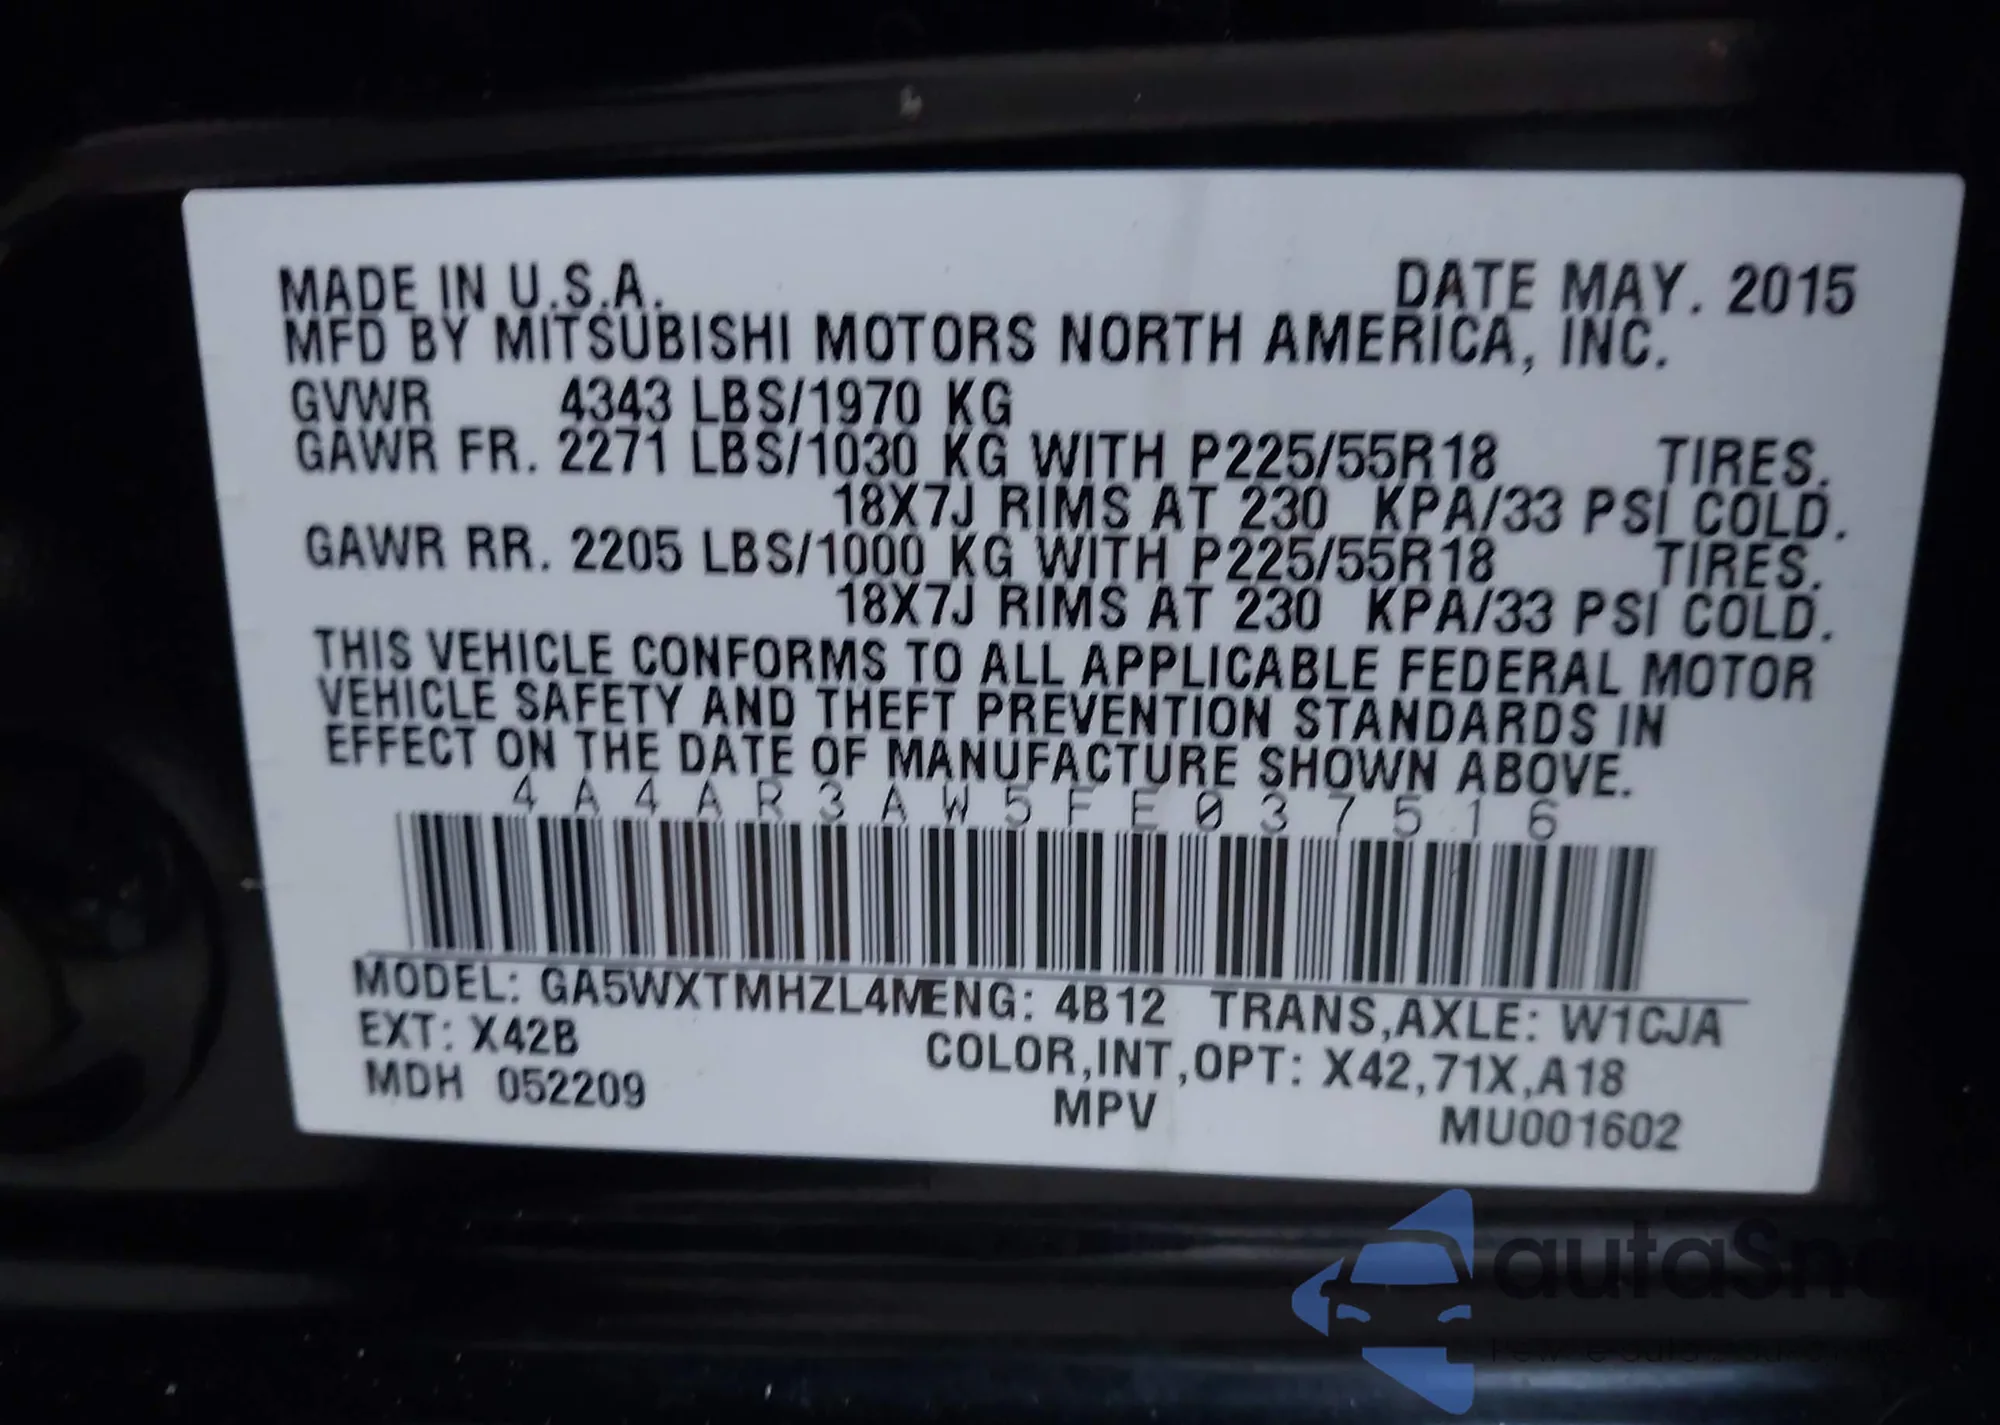 MADE IN U.S.A. DATE MAY. 2015
MFD BY MITSUBISHI MOTORS NORTH AMERICA, INC.
GVWR 4343 LBS/1970 KG
GAWR FR. 2271 LBS/1030 KG WITH P225/55R18 TIRES.
18X7J RIMS AT 230 KPA/33 PSI COLD.
GAWR RR. 2205 LBS/1000 KG WITH P225/55R18 TIRES.
18X7J RIMS AT 230 KPA/33 PSI COLD.
THIS VEHICLE CONFORMS TO ALL APPLICABLE FEDERAL MOTOR
VEHICLE SAFETY AND THEFT PREVENTION STANDARDS IN
EFFECT ON THE DATE OF MANUFACTURE SHOWN ABOVE.
4A4AR3AW5FE037516
MODEL: GA5WXTMHZL4M ENG: 4B12 TRANS,AXLE: W1CJA
EXT: X42B COLOR,INT,OPT: X42,71X,A18
MDH 052209 MPV MU001602
autaSna